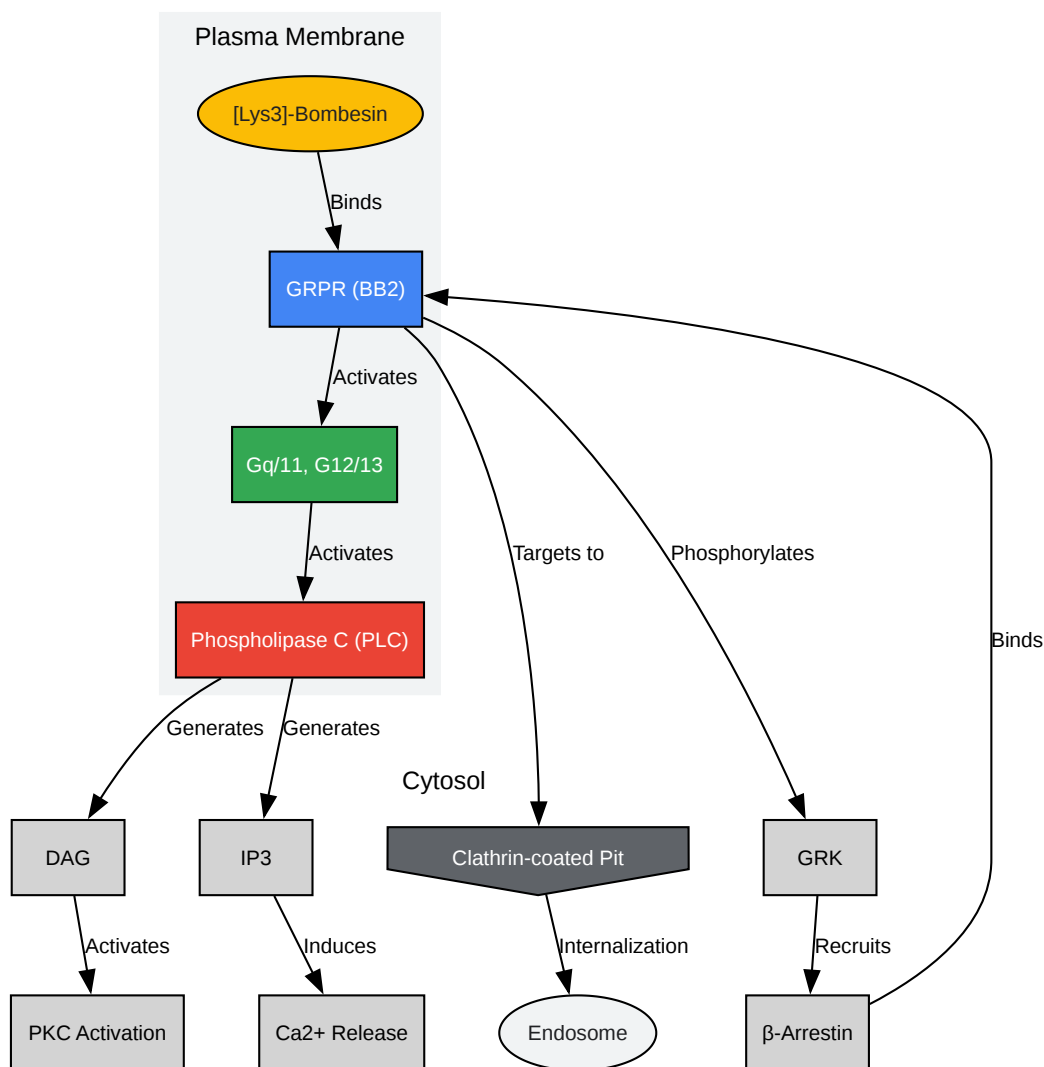 Plasma Membrane
[Lys3]-Bombesin
Binds
GRPR (BB2)
Activates
Gq/11, G12/13
Activates
Targets to
Phosphorylates
Phospholipase C (PLC)
Binds
Generates
Generates
Cytosol
DAG
IP3
Clathrin-coated Pit
GRK
Activates
Induces
Internalization
Recruits
PKC Activation
Ca2+ Release
Endosome
β-Arrestin